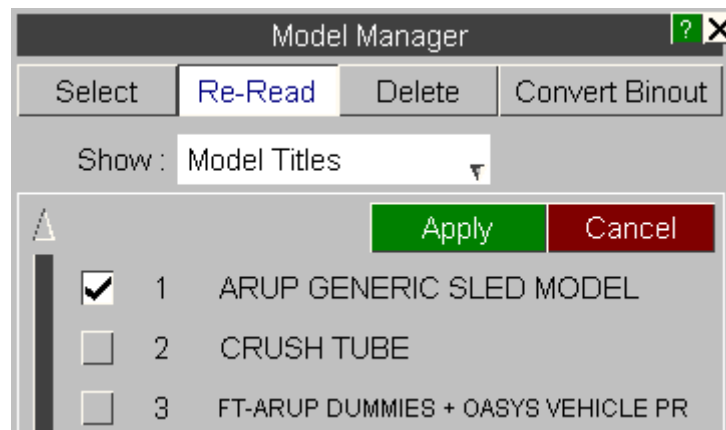 Model Manager ? X
Select Re-Read Delete Convert Binout
Show : Model Titles
Apply Cancel
1 ARUP GENERIC SLED MODEL
2 CRUSH TUBE
3 FT-ARUP DUMMIES + OASYS VEHICLE PR